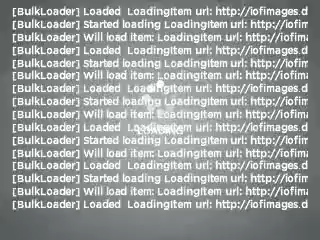 [BulkLoader] Loaded LoadingItem url: http://iofimages.d
[BulkLoader] Started loading LoadingItem url: http://iofim
[BulkLoader] Will load item: LoadingItem url: http://iofima
[BulkLoader] Loaded LoadingItem url: http://iofimages.d
[BulkLoader] Started loading LoadingItem url: http://iofim
[BulkLoader] Will load item: LoadingItem url: http://iofima
[BulkLoader] Loaded LoadingItem url: http://iofimages.d
[BulkLoader] Started loading LoadingItem url: http://iofim
[BulkLoader] Will load item: LoadingItem url: http://iofima
[BulkLoader] Loaded LoadingItem url: http://iofimages.d
LOADING
[BulkLoader] Started loading LoadingItem url: http://iofim
[BulkLoader] Will load item: LoadingItem url: http://iofima
[BulkLoader] Loaded LoadingItem url: http://iofimages.d
[BulkLoader] Started loading LoadingItem url: http://iofim
[BulkLoader] Will load item: LoadingItem url: http://iofima
[BulkLoader] Loaded LoadingItem url: http://iofimages.d